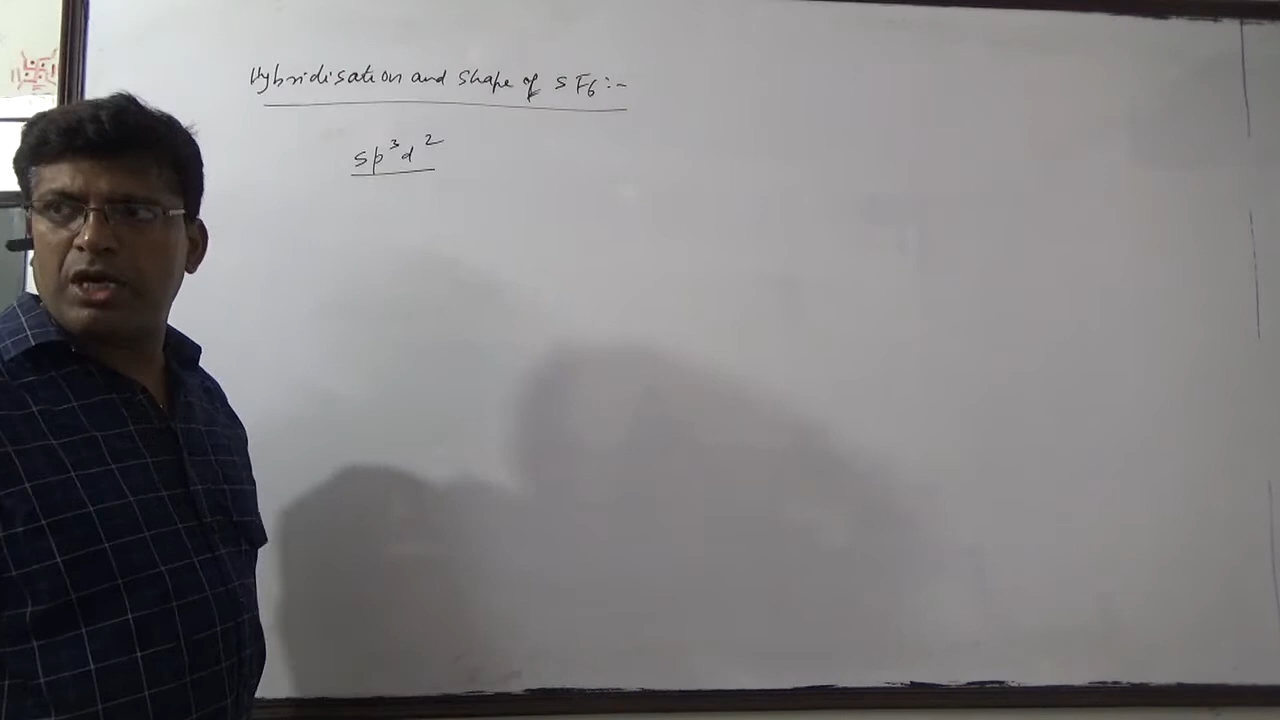 Hybridisation and shape of SF6:-
sp³d²